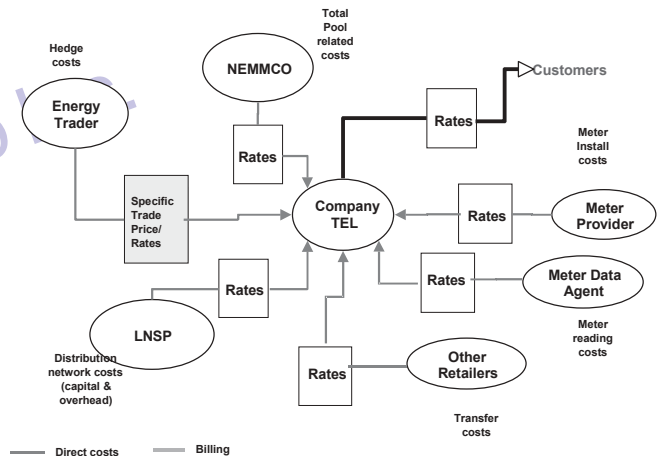 Total
Pool
related
costs
Hedge
costs
NEMMCO
Customers
Energy
Trader
Rates
Meter
Install
costs
Rates
Specific
Trade
Price/
Rates
Company
TEL
Rates
Meter
Provider
Rates
Rates
Meter Data
Agent
LNSP
Meter
reading
costs
Distribution
network costs
(capital &
overhead)
Rates
Other
Retailers
Transfer
costs
Direct costs
Billing